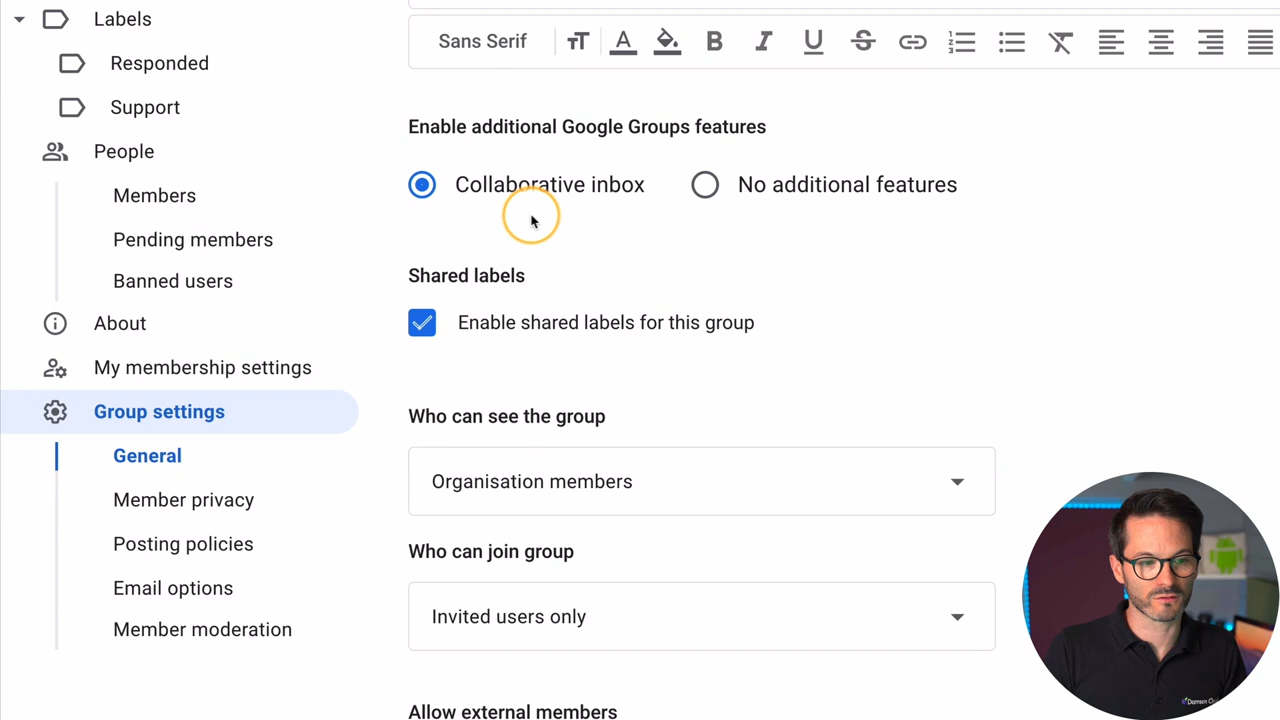 Labels
Responded
Support
People
Members
Pending members
Banned users
About
My membership settings
Group settings
General
Member privacy
Posting policies
Email options
Member moderation
Sans Serif
Enable additional Google Groups features
Collaborative inbox
No additional features
Shared labels
Enable shared labels for this group
Who can see the group
Organisation members
Who can join group
Invited users only
Allow external members